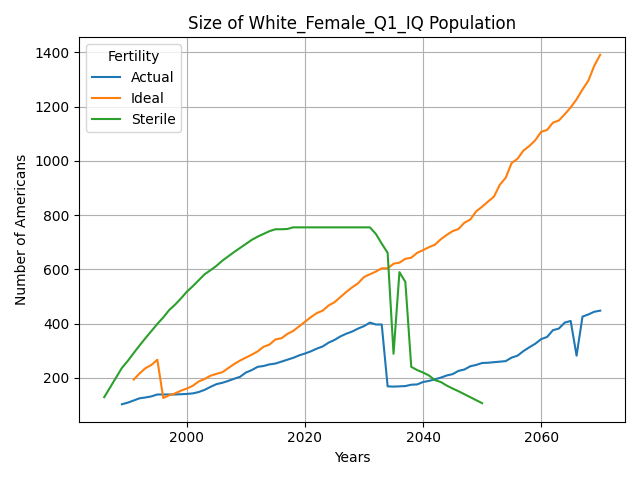 Size of White_Female_Q1_IQ Population
Fertility
Actual
Ideal
Sterile
Number of Americans
1400
1200
1000
800
600
400
200
2000
2020
2040
2060
Years